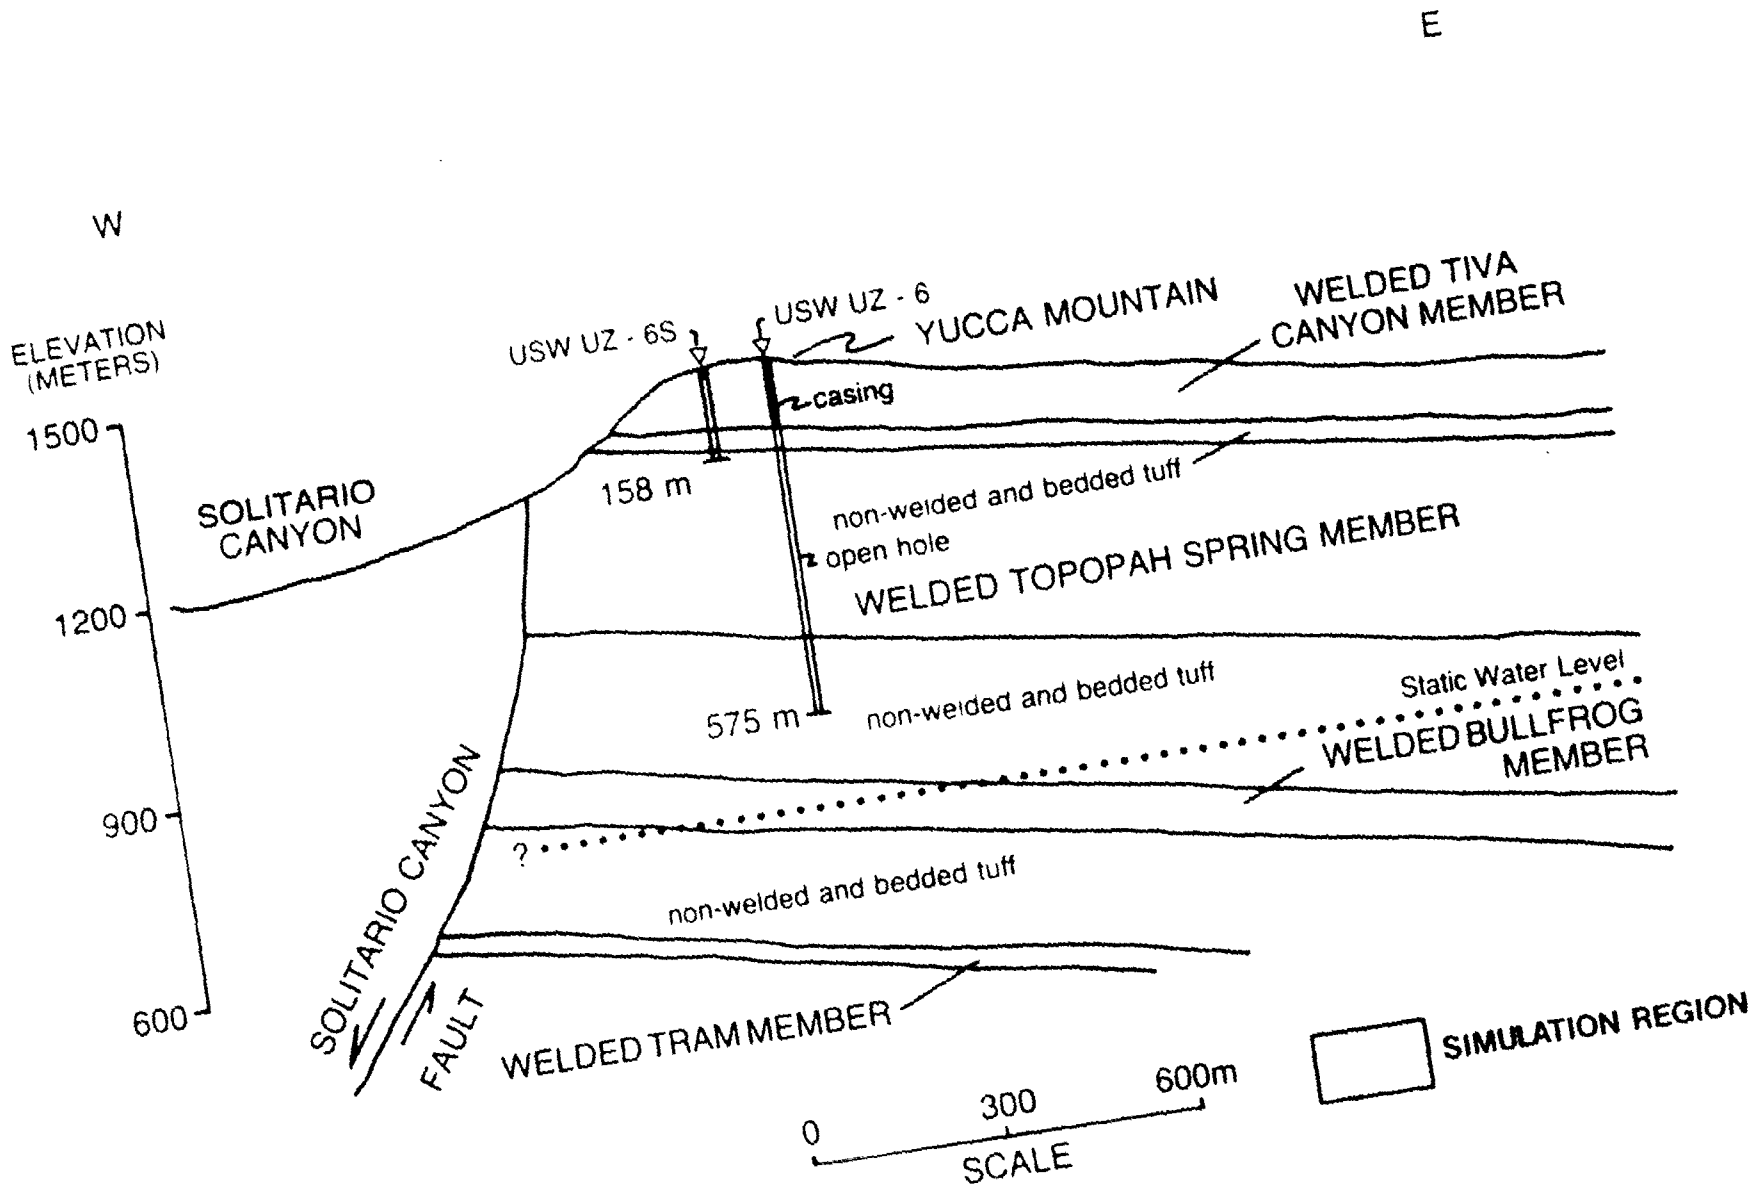 E
W
ELEVATION
(METERS)
USW UZ - 6S
USW UZ - 6
YUCCA MOUNTAIN
WELDED TIVA
CANYON MEMBER
casing
1500
SOLITARIO
CANYON
158 m
non-welded and bedded tuff
open hole
WELDED TOPOPAH SPRING MEMBER
1200
575 m
non-welded and bedded tuff
Static Water Level
WELDED BULLFROG
MEMBER
900
?
non-welded and bedded tuff
SOLITARIO CANYON
FAULT
600
WELDED TRAM MEMBER
SIMULATION REGION
0 300 600m
SCALE